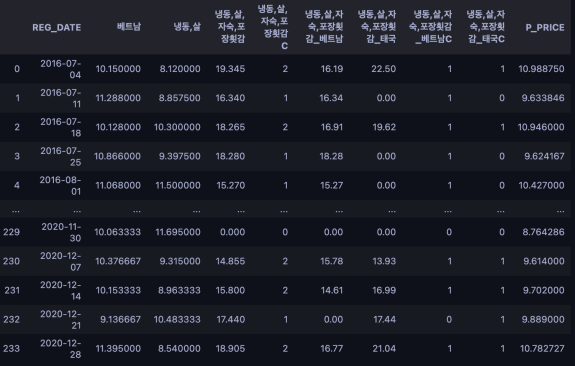 REG_DATE 베트남 냉동,살 냉동,살,자숙,포장횟감 냉동,살,자숙,포장횟감C 냉동,살,자숙,포장횟감_베트남 냉동,살,자숙,포장횟감_태국 냉동,살,자숙,포장횟감_베트남C 냉동,살,자숙,포장횟감_태국C P_PRICE
0 2016-07-04 10.150000 8.120000 19.345 2 16.19 22.50 1 1 10.988750
1 2016-07-11 11.288000 8.857500 16.340 1 16.34 0.00 1 0 9.633846
2 2016-07-18 10.128000 10.300000 18.265 2 16.91 19.62 1 1 10.946000
3 2016-07-25 10.866000 9.397500 18.280 1 18.28 0.00 1 0 9.624167
4 2016-08-01 11.068000 11.500000 15.270 1 15.27 0.00 1 0 10.427000
... ... ... ... ... ... ... ... ... ... ...
229 2020-11-30 10.063333 11.695000 0.000 0 0.00 0.00 0 0 8.764286
230 2020-12-07 10.376667 9.315000 14.855 2 15.78 13.93 1 1 9.614000
231 2020-12-14 10.153333 8.963333 15.800 2 14.61 16.99 1 1 9.702000
232 2020-12-21 9.136667 10.483333 17.440 1 0.00 17.44 0 1 9.889000
233 2020-12-28 11.395000 8.540000 18.905 2 16.77 21.04 1 1 10.782727